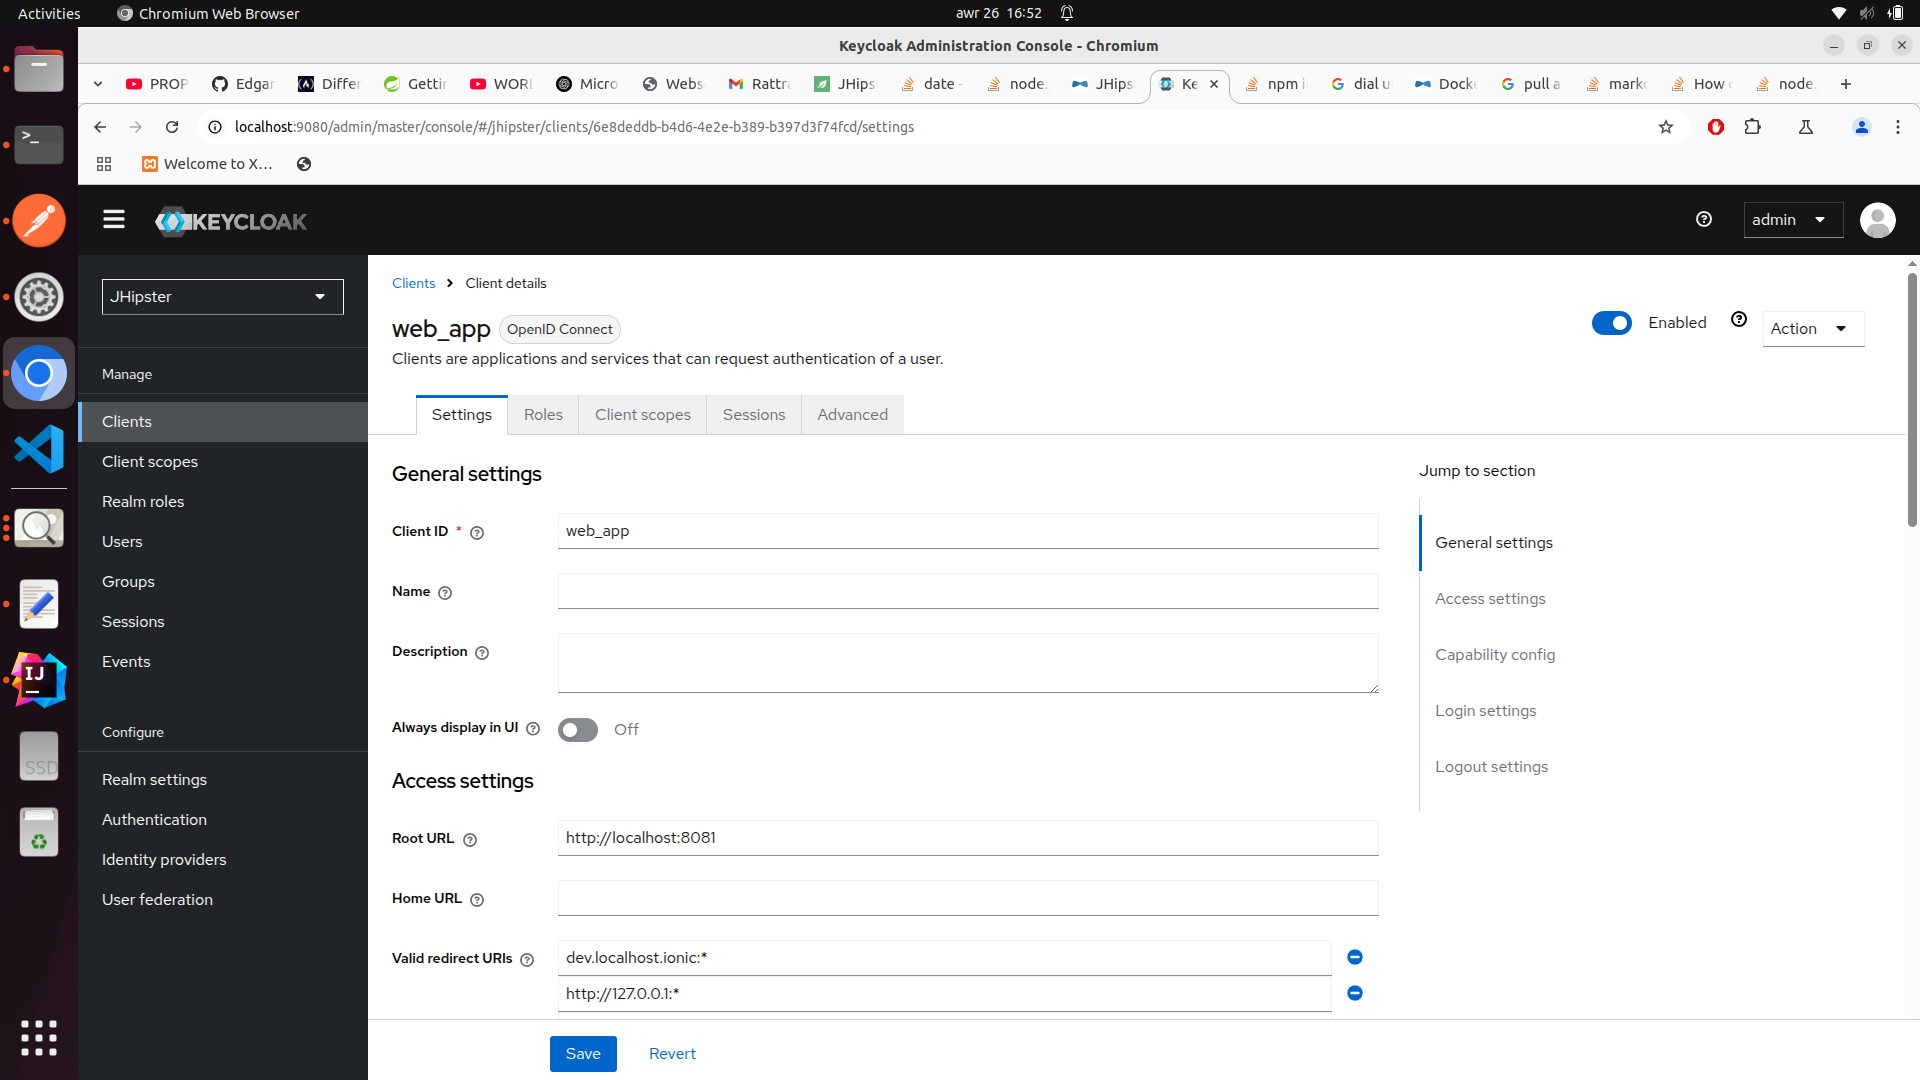 Activities
Chromium Web Browser
awr 26 16:52
Keycloak Administration Console - Chromium
PROP
Edgar
Differ
Gettin
WORL
Micro
Webs
Rattra
JHips
date -
node.
JHips
Ke
npm i
dial u
Docke
pull a
marko
How
node.
localhost:9080/admin/master/console/#/jhipster/clients/6e8deddb-b4d6-4e2e-b389-b397d3f74fcd/settings
Welcome to X...
KEYCLOAK
admin
JHipster
Manage
Clients
Client scopes
Realm roles
Users
Groups
Sessions
Events
Configure
Realm settings
Authentication
Identity providers
User federation
Clients
Client details
web_app
OpenID Connect
Enabled
Action
Clients are applications and services that can request authentication of a user.
Settings
Roles
Client scopes
Sessions
Advanced
General settings
Client ID *
web_app
Name
Description
Always display in UI
Off
Access settings
Root URL
http://localhost:8081
Home URL
Valid redirect URIs
dev.localhost.ionic:*
http://127.0.0.1:*
Save
Revert
Jump to section
General settings
Access settings
Capability config
Login settings
Logout settings
SSD
IJ